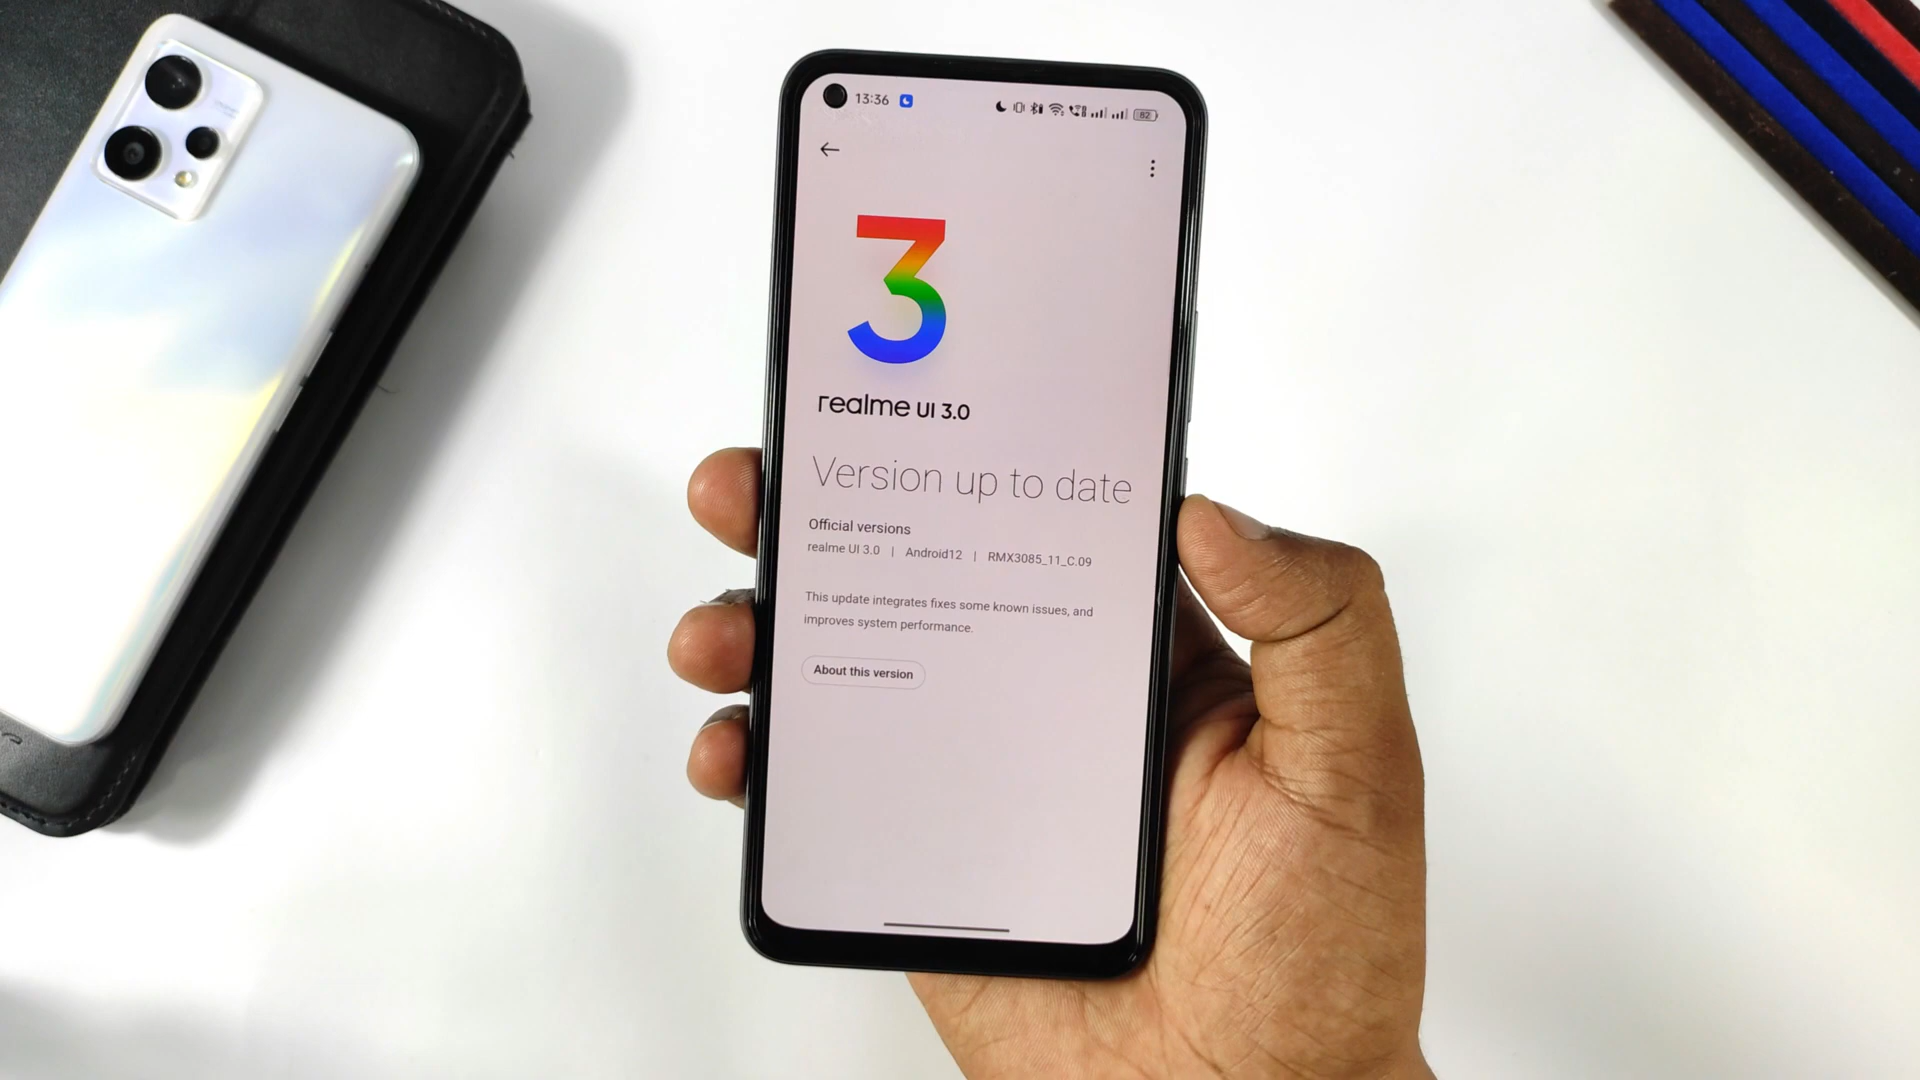 13:36
82
3
realme UI 3.0
Version up to date
Official versions
realme UI 3.0 | Android12 | RMX3085_11_C.09
This update integrates fixes some known issues, and
improves system performance.
About this version